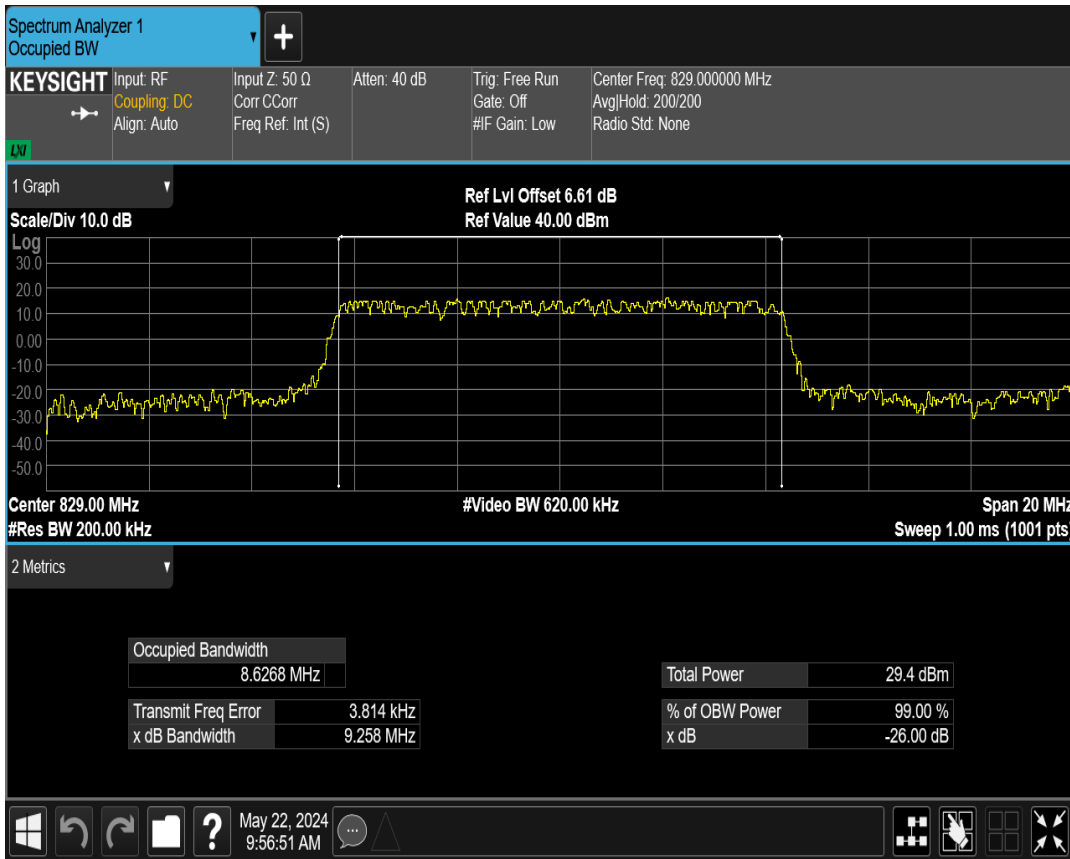 Spectrum Analyzer 1
Occupied BW
KEYSIGHT
LXI
Input: RF
Coupling: DC
Align: Auto
Input Z: 50 Ω
Corr CCorr
Freq Ref: Int (S)
Atten: 40 dB
Trig: Free Run
Gate: Off
#IF Gain: Low
Center Freq: 829.000000 MHz
Avg|Hold: 200/200
Radio Std: None
1 Graph
Scale/Div 10.0 dB
Ref Lvl Offset 6.61 dB
Ref Value 40.00 dBm
Log
30.0
20.0
10.0
0.00
-10.0
-20.0
-30.0
-40.0
-50.0
Center 829.00 MHz
#Video BW 620.00 kHz
Span 20 MHz
#Res BW 200.00 kHz
Sweep 1.00 ms (1001 pts)
2 Metrics
Occupied Bandwidth
8.6268 MHz
Total Power 29.4 dBm
Transmit Freq Error 3.814 kHz
% of OBW Power 99.00 %
x dB Bandwidth 9.258 MHz
x dB -26.00 dB
?
May 22, 2024
9:56:51 AM